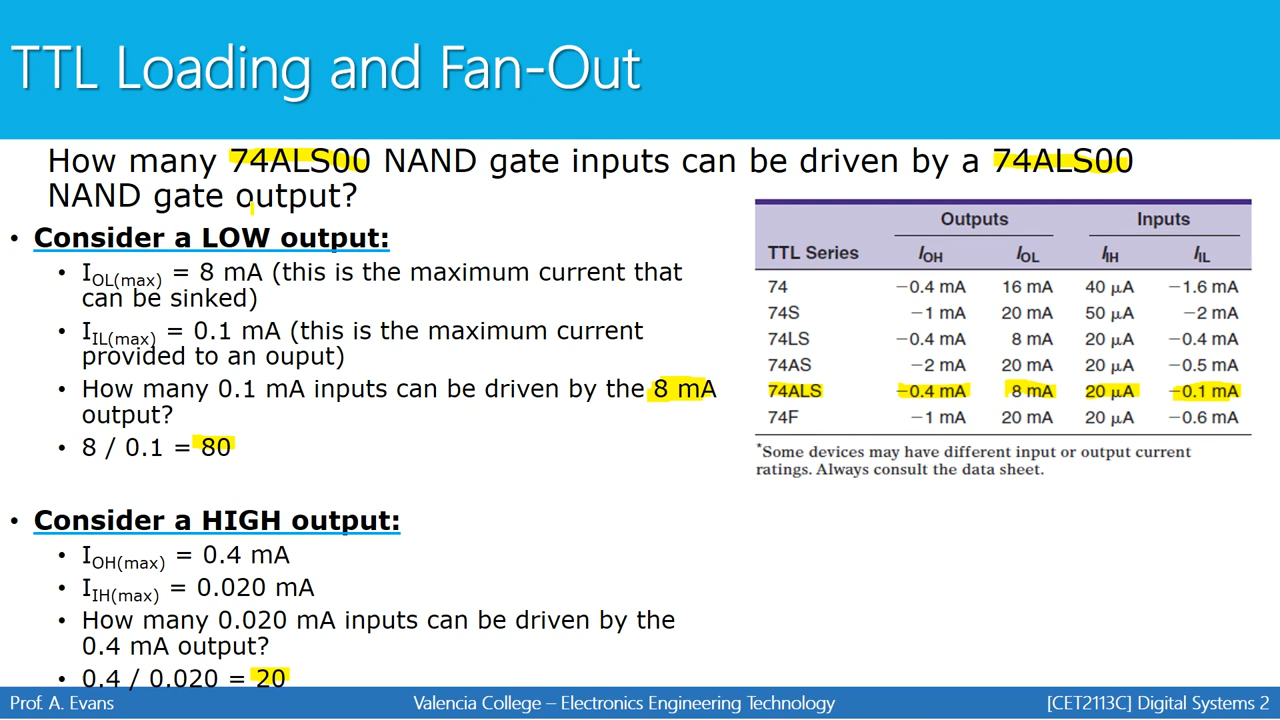 TTL Loading and Fan-Out
How many 74ALS00 NAND gate inputs can be driven by a 74ALS00
NAND gate output?
• Consider a LOW output:
• IOL(max) = 8 mA (this is the maximum current that
can be sinked)
• IIL(max) = 0.1 mA (this is the maximum current
provided to an ouput)
• How many 0.1 mA inputs can be driven by the 8 mA
output?
• 8 / 0.1 = 80
• Consider a HIGH output:
• IOH(max) = 0.4 mA
• IIH(max) = 0.020 mA
• How many 0.020 mA inputs can be driven by the
0.4 mA output?
• 0.4 / 0.020 = 20
Outputs Inputs
TTL Series IOH IOL IIH IIL
74 −0.4 mA 16 mA 40 μA −1.6 mA
74S −1 mA 20 mA 50 μA −2 mA
74LS −0.4 mA 8 mA 20 μA −0.4 mA
74AS −2 mA 20 mA 20 μA −0.5 mA
74ALS −0.4 mA 8 mA 20 μA −0.1 mA
74F −1 mA 20 mA 20 μA −0.6 mA
*Some devices may have different input or output current
ratings. Always consult the data sheet.
Prof. A. Evans Valencia College – Electronics Engineering Technology [CET2113C] Digital Systems 2